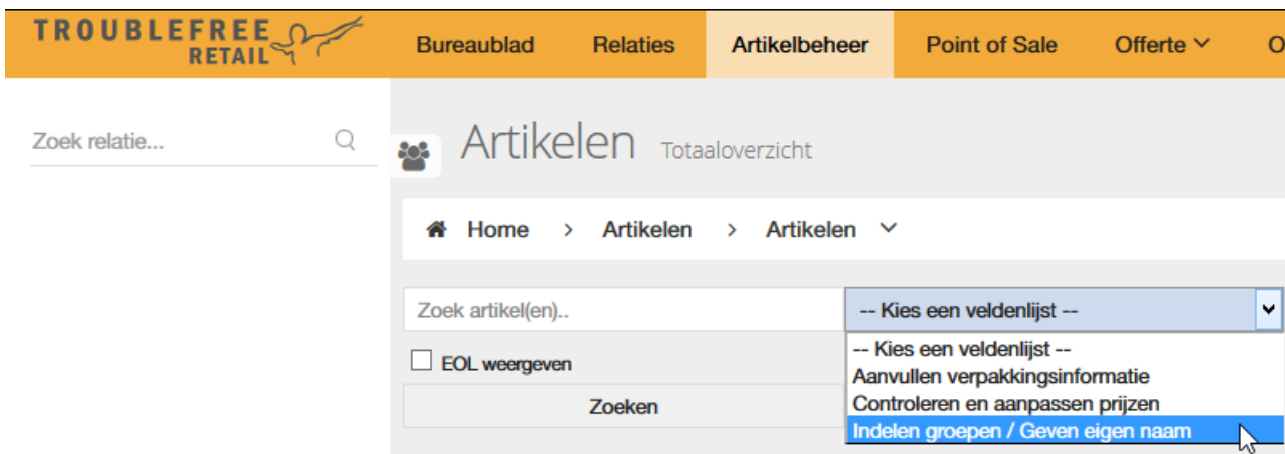 TROUBLEFREE
RETAIL
Bureaublad Relaties Artikelbeheer Point of Sale Offerte O
Zoek relatie...
Artikelen Totaaloverzicht
Home > Artikelen > Artikelen
Zoek artikel(en).. -- Kies een veldenlijst --
EOL weergeven
Zoeken
-- Kies een veldenlijst --
Aanvullen verpakkingsinformatie
Controleren en aanpassen prijzen
Indelen groepen / Geven eigen naam